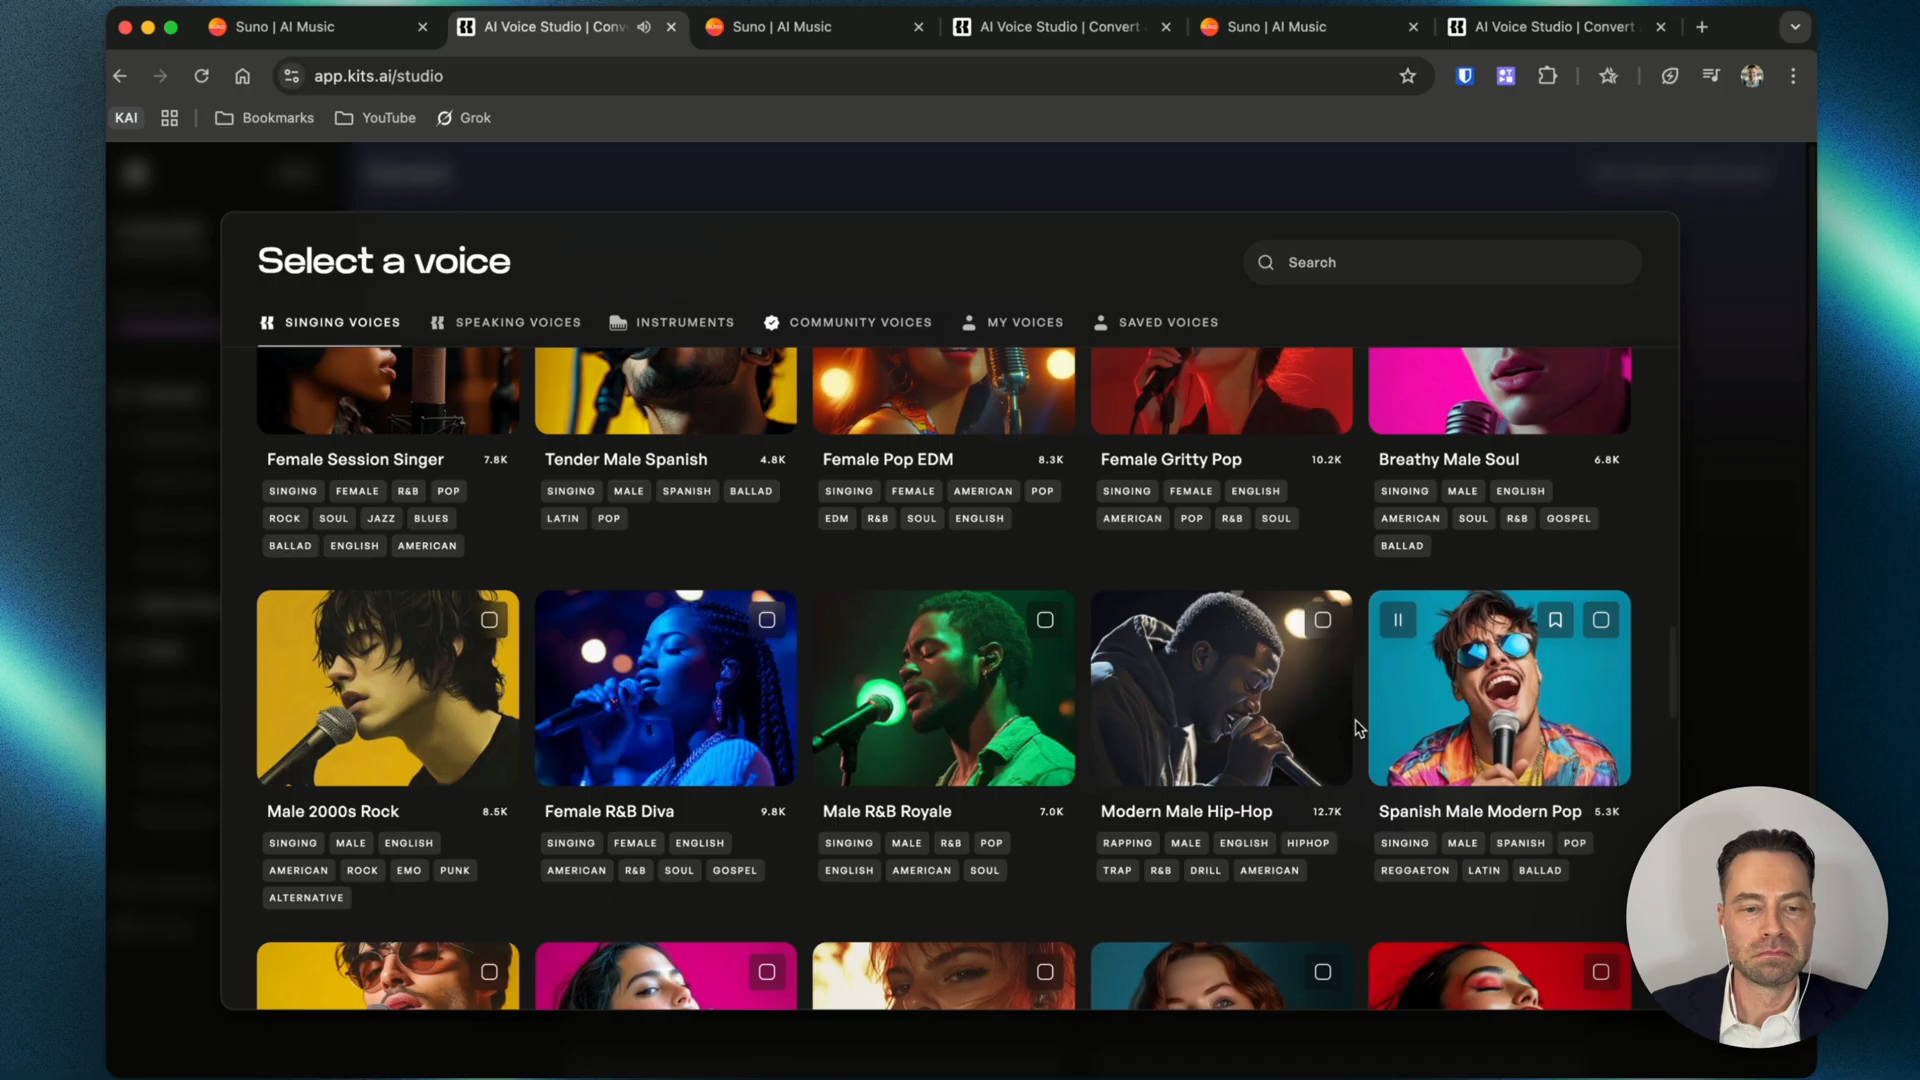 Suno | AI Music
AI Voice Studio | Conv
Suno | AI Music
AI Voice Studio | Convert
Suno | AI Music
AI Voice Studio | Convert
app.kits.ai/studio
KAI
Bookmarks
YouTube
Grok
Select a voice
Search
SINGING VOICES
SPEAKING VOICES
INSTRUMENTS
COMMUNITY VOICES
MY VOICES
SAVED VOICES
Female Session Singer 7.8K
SINGING FEMALE R&B POP
ROCK SOUL JAZZ BLUES
BALLAD ENGLISH AMERICAN
Tender Male Spanish 4.8K
SINGING MALE SPANISH BALLAD
LATIN POP
Female Pop EDM 8.3K
SINGING FEMALE AMERICAN POP
EDM R&B SOUL ENGLISH
Female Gritty Pop 10.2K
SINGING FEMALE ENGLISH
AMERICAN POP R&B SOUL
Breathy Male Soul 6.8K
SINGING MALE ENGLISH
AMERICAN SOUL R&B GOSPEL
BALLAD
Male 2000s Rock 8.5K
SINGING MALE ENGLISH
AMERICAN ROCK EMO PUNK
ALTERNATIVE
Female R&B Diva 9.8K
SINGING FEMALE ENGLISH
AMERICAN R&B SOUL GOSPEL
Male R&B Royale 7.0K
SINGING MALE R&B POP
ENGLISH AMERICAN SOUL
Modern Male Hip-Hop 12.7K
RAPPING MALE ENGLISH HIPHOP
TRAP R&B DRILL AMERICAN
Spanish Male Modern Pop 5.3K
SINGING MALE SPANISH POP
REGGAETON LATIN BALLAD